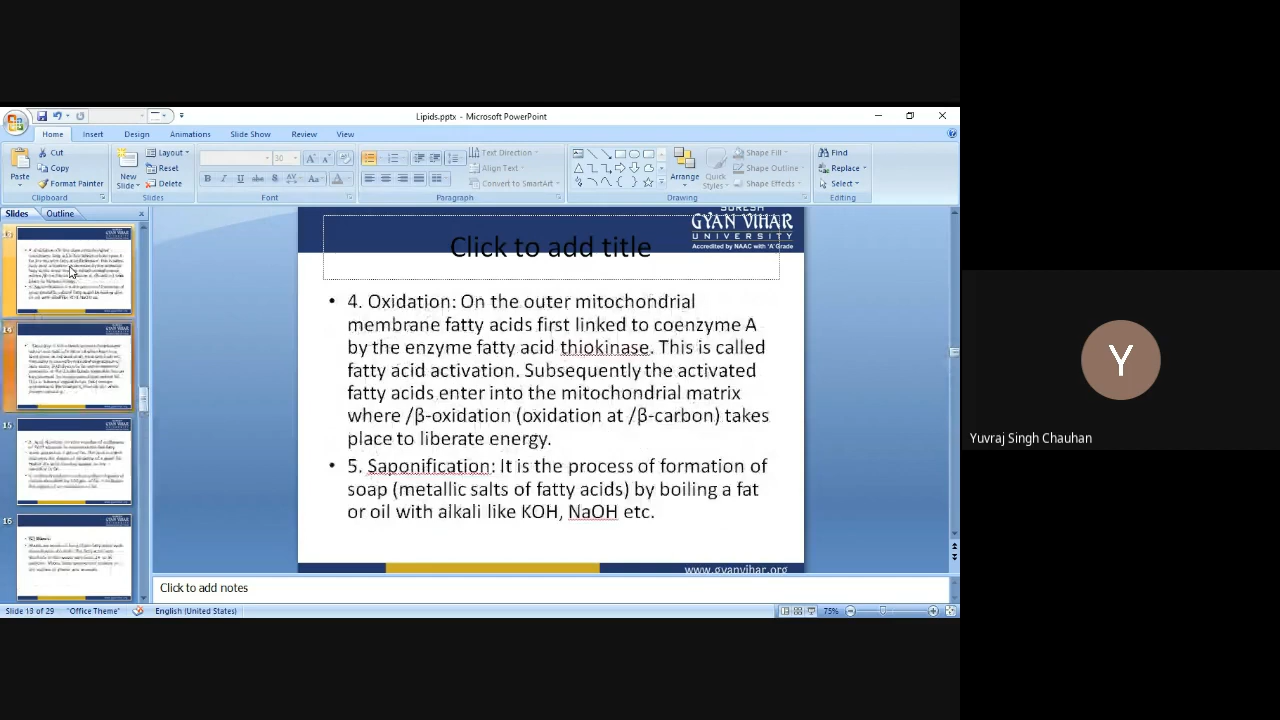 Lipids.pptx - Microsoft PowerPoint
Home Insert Design Animations Slide Show Review View
Cut
Copy
Format Painter
Paste
Clipboard
New
Slide
Layout
Reset
Delete
Slides
30
Font
Text Direction
Align Text
Convert to SmartArt
Paragraph
Arrange
Quick
Styles
Shape Fill
Shape Outline
Shape Effects
Drawing
Find
Replace
Select
Editing
Slides Outline
14
15
16
SURESH
GYAN VIHAR
UNIVERSITY
Accredited by NAAC with 'A' Grade
Click to add title
• 4. Oxidation: On the outer mitochondrial
membrane fatty acids first linked to coenzyme A
by the enzyme fatty acid thiokinase. This is called
fatty acid activation. Subsequently the activated
fatty acids enter into the mitochondrial matrix
where /β-oxidation (oxidation at /β-carbon) takes
place to liberate energy.
• 5. Saponification: It is the process of formation of
soap (metallic salts of fatty acids) by boiling a fat
or oil with alkali like KOH, NaOH etc.
www.gyanvihar.org
Click to add notes
Slide 13 of 29 "Office Theme" English (United States) 75%
Y
Yuvraj Singh Chauhan